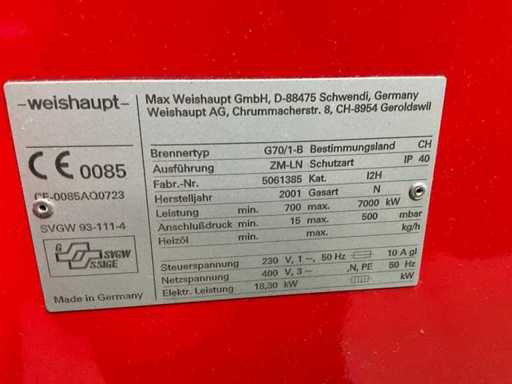 -weishaupt-
Max Weishaupt GmbH, D-88475 Schwendi, Germany
Weishaupt AG, Chrummacherstr. 8, CH-8954 Geroldswil
CE 0085
CE-0085AQ0723
SVGW 93-111-4
G SVGW
SSIGE
Made in Germany
Brennertyp G70/1-B Bestimmungsland CH
Ausführung ZM-LN Schutzart IP 40
Fabr.-Nr. 5061385 Kat. I2H
Herstelljahr 2001 Gasart N
Leistung min. 700 max. 7000 kW
Anschlußdruck min. 15 max. 500 mbar
Heizöl min. max. kg/h
Steuerspannung 230 V, 1~, 50 Hz 10 A gl
Netzspannung 400 V, 3~ ,N, PE 50 Hz
Elektr. Leistung 18,30 kW kW